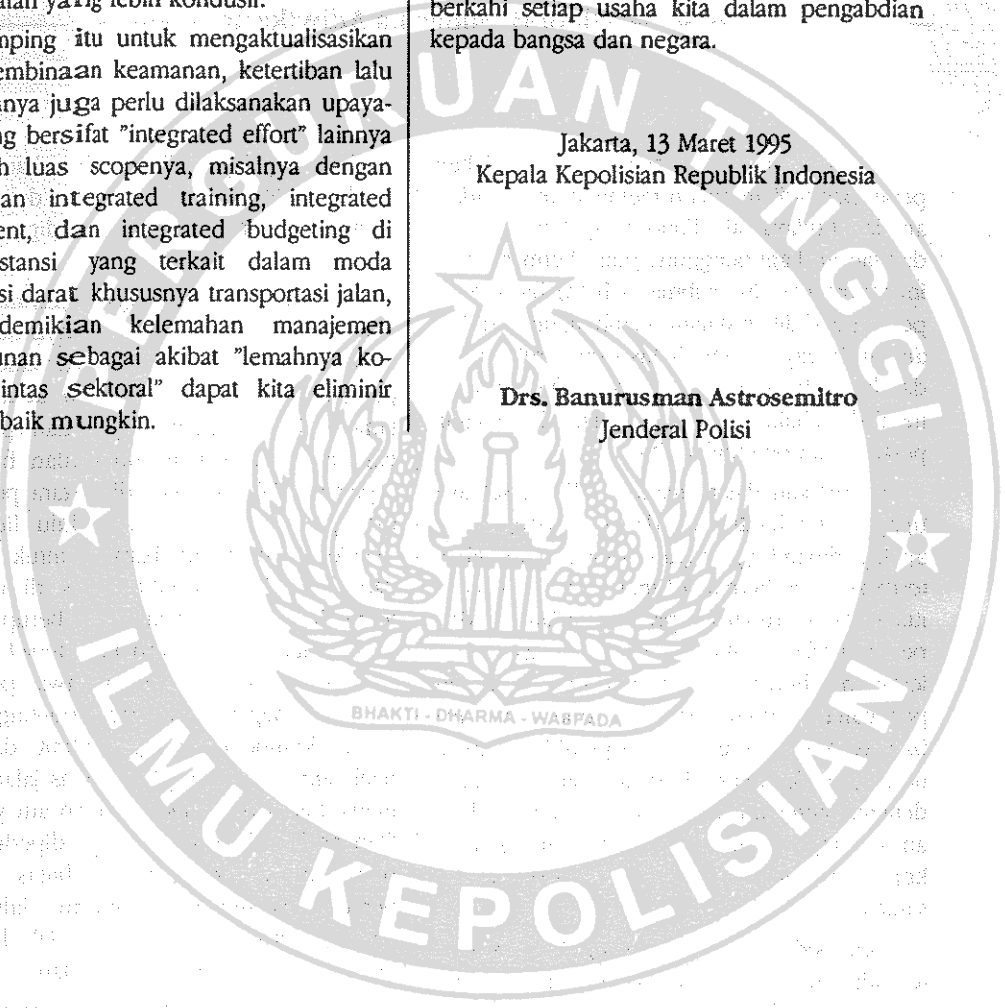 yang lebih kondusif.
mping itu untuk mengaktualisasikan
embinaan keamanan, ketertiban lalu
nya juga perlu dilaksanakan upaya-
ng bersifat "integrated effort" lainnya
h luas scopenya, misalnya dengan
an integrated training, integrated
ent, dan integrated budgeting di
stansi yang terkait dalam moda
si darat khususnya transportasi jalan,
demikian kelemahan manajemen
unan sebagai akibat "lemahnya ko-
intas sektoral" dapat kita eliminir
baik mungkin.
berkahi setiap usaha kita dalam pengabdian
kepada bangsa dan negara.
Jakarta, 13 Maret 1995
Kepala Kepolisian Republik Indonesia
Drs. Banurusman Astrosemitro
Jenderal Polisi
PERGURUAN TINGGI
ILMU KEPOLISIAN
BHAKTI - DHARMA - WASPADA